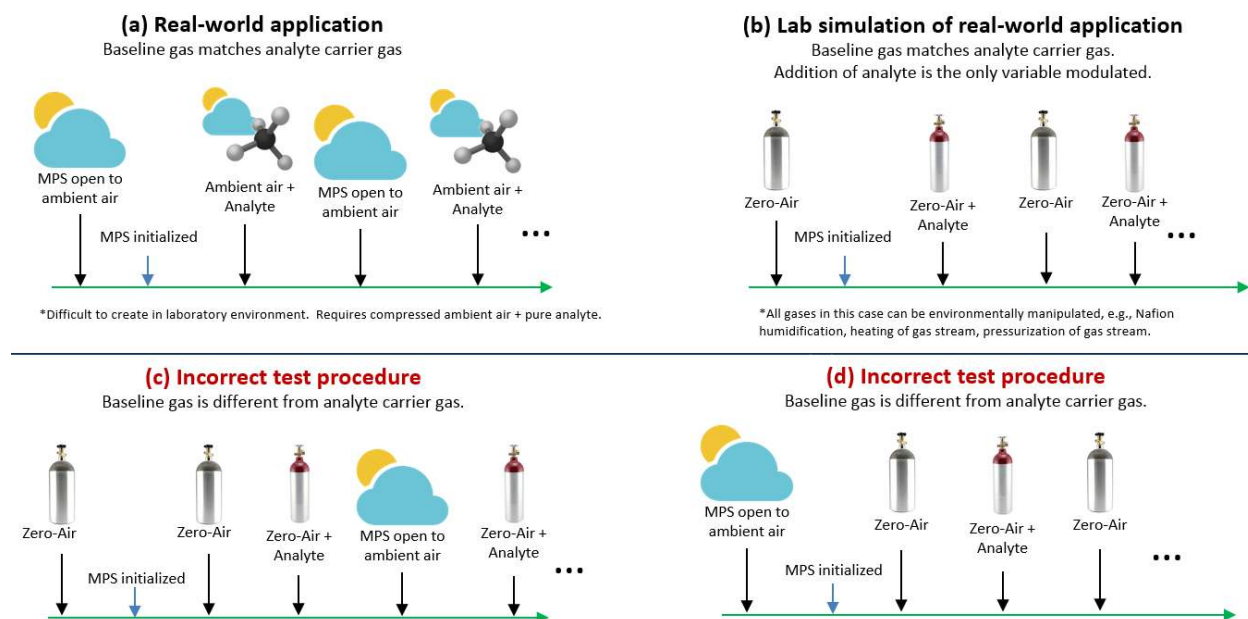 (a) Real-world application
Baseline gas matches analyte carrier gas
MPS open to
ambient air
Ambient air +
Analyte
MPS open to
ambient air
Ambient air +
Analyte
MPS initialized
...
*Difficult to create in laboratory environment. Requires compressed ambient air + pure analyte.
(b) Lab simulation of real-world application
Baseline gas matches analyte carrier gas.
Addition of analyte is the only variable modulated.
Zero-Air
Zero-Air +
Analyte
Zero-Air
Zero-Air +
Analyte
MPS initialized
...
*All gases in this case can be environmentally manipulated, e.g., Nafion
humidification, heating of gas stream, pressurization of gas stream.
(c) Incorrect test procedure
Baseline gas is different from analyte carrier gas.
Zero-Air
Zero-Air
Zero-Air +
Analyte
MPS open to
ambient air
Zero-Air +
Analyte
MPS initialized
...
(d) Incorrect test procedure
Baseline gas is different from analyte carrier gas.
MPS open to
ambient air
Zero-Air
Zero-Air +
Analyte
Zero-Air
MPS initialized
...